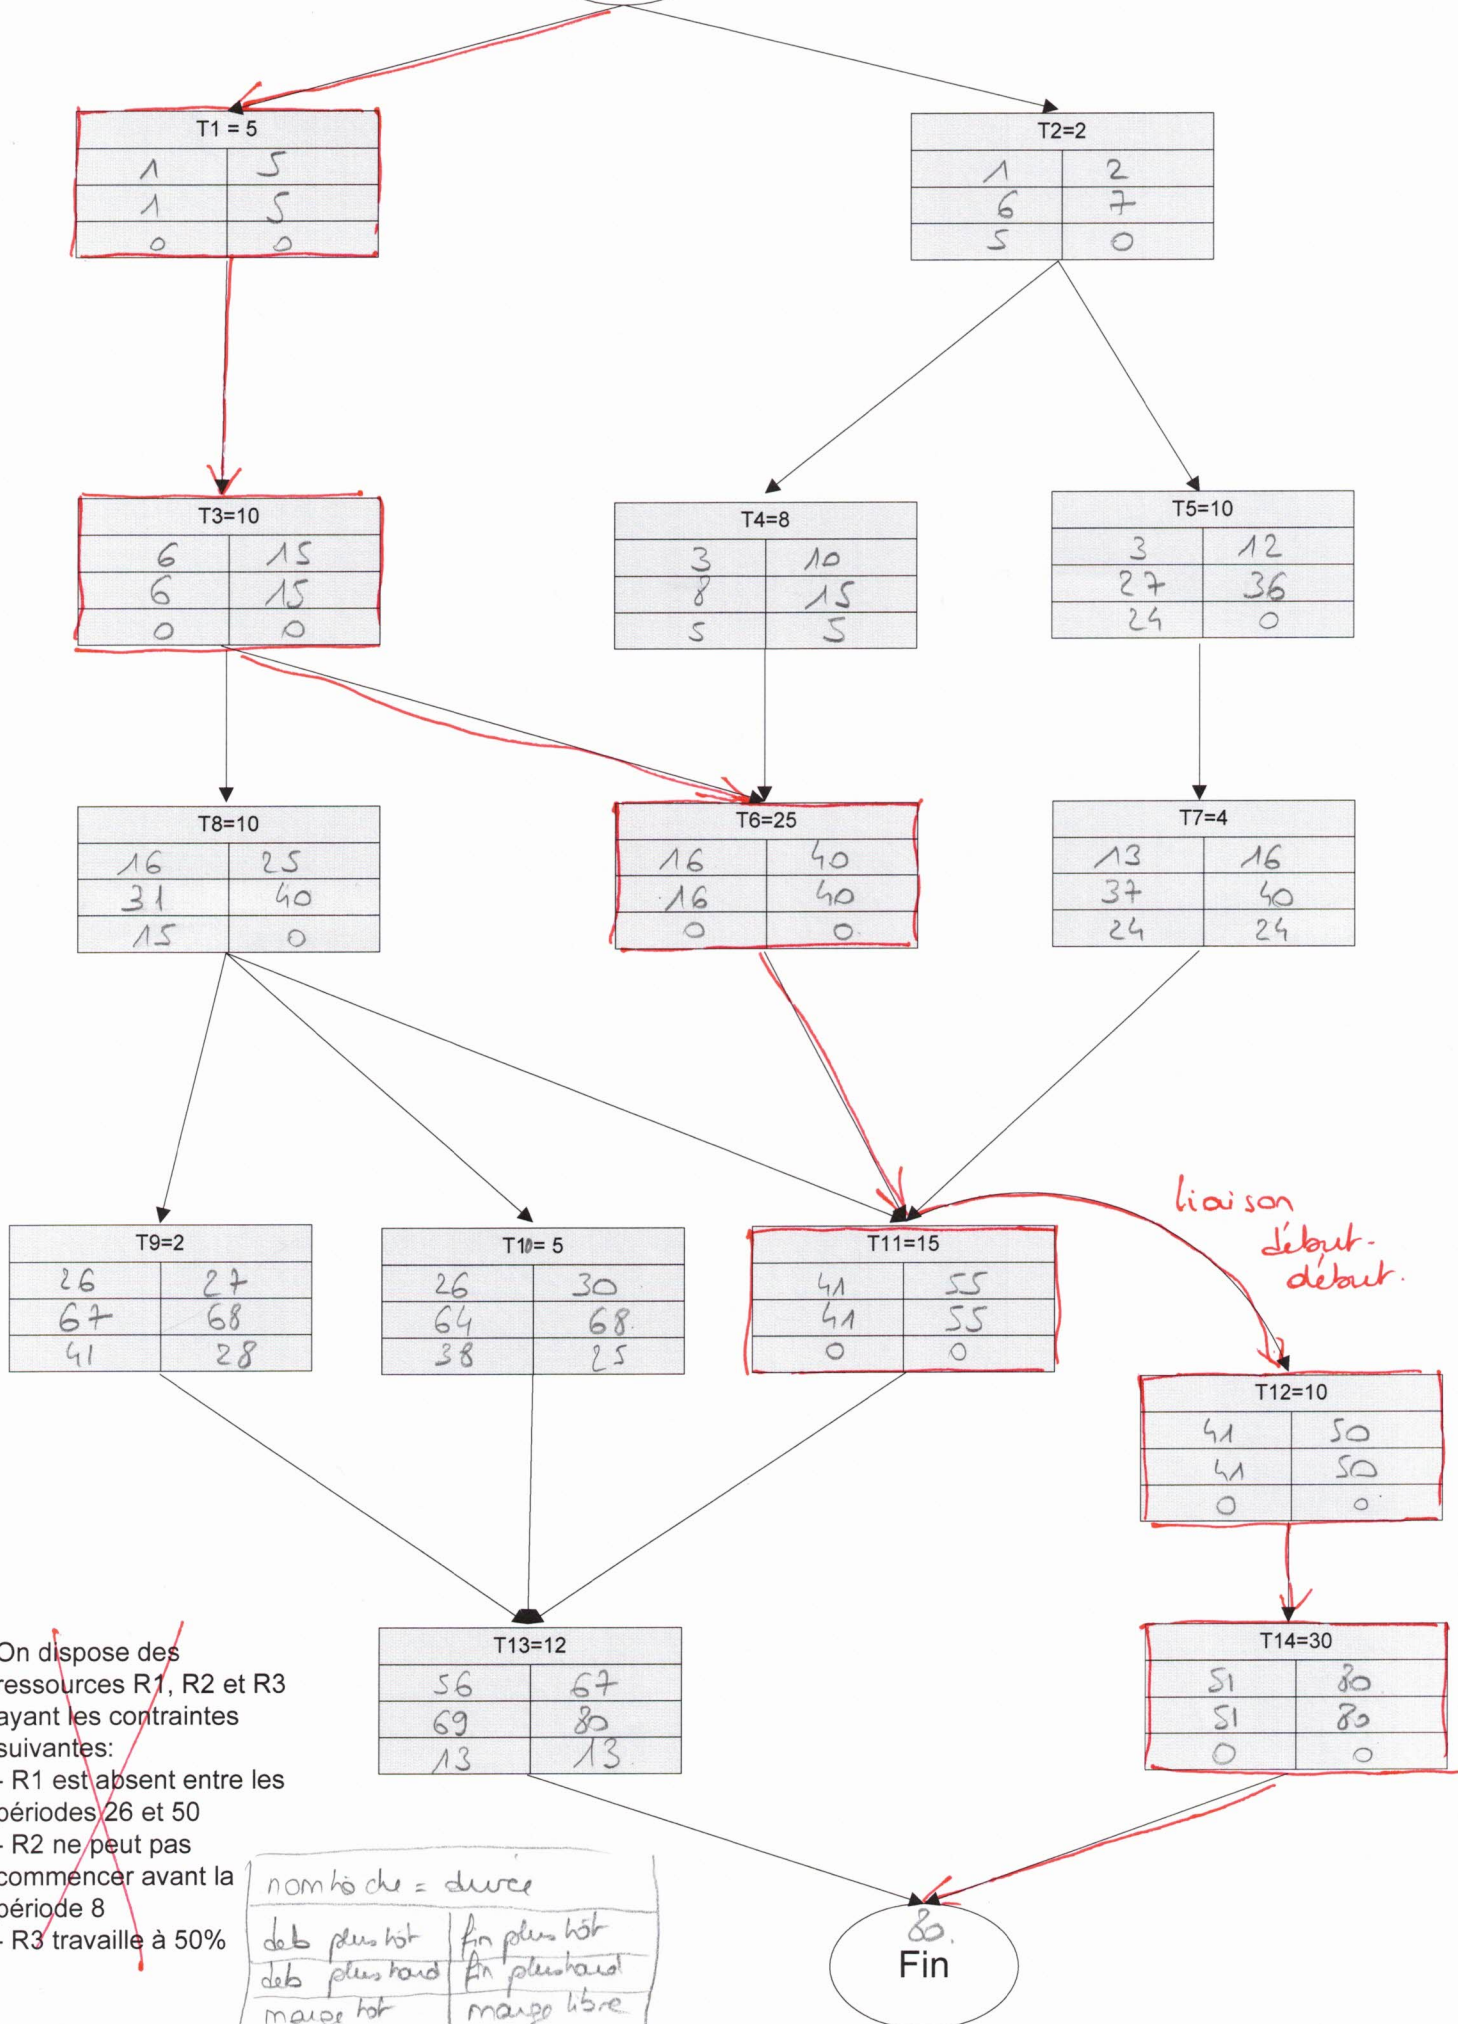 T1 = 5
1 5
1 5
0 0
T2=2
1 2
6 7
5 0
T3=10
6 15
6 15
0 0
T4=8
3 10
8 15
5 5
T5=10
3 12
27 36
24 0
T8=10
16 25
31 40
15 0
T6=25
16 40
16 40
0 0
T7=4
13 16
37 40
24 24
liaison
début-
début.
T9=2
26 27
67 68
41 28
T10= 5
26 30
64 68.
38 25
T11=15
41 55
41 55
0 0
T12=10
41 50
41 50
0 0
T13=12
56 67
69 80
13 13.
T14=30
51 80
51 80
0 0
On dispose des
ressources R1, R2 et R3
ayant les contraintes
suivantes:
- R1 est absent entre les
périodes 26 et 50
- R2 ne peut pas
commencer avant la
période 8
- R3 travaille à 50%
nom tâche = durée
deb plus tôt fin plus tôt
deb plus tard fin plus tard
marge tot marge libre
80.
Fin